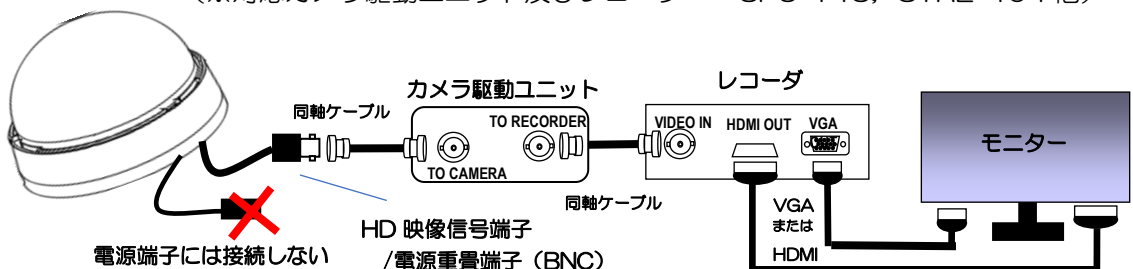 レコーダ
カメラ駆動ユニット
同軸ケーブル
TO RECORDER
VIDEO IN
HDMI OUT
VGA
モニター
TO CAMERA
同軸ケーブル
VGA
または
HDMI
HD 映像信号端子
/電源重畳端子（BNC）
電源端子には接続しない